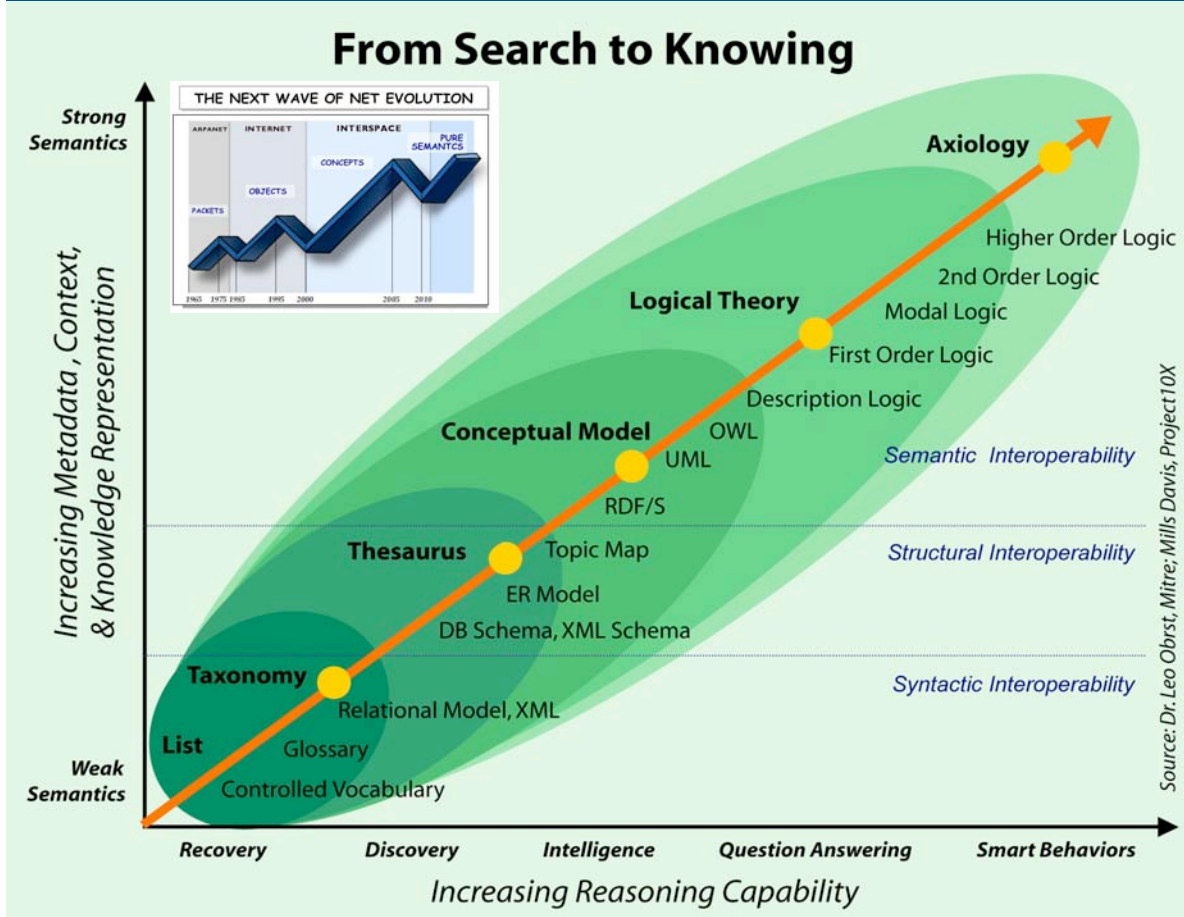 From Search to Knowing
THE NEXT WAVE OF NET EVOLUTION
ARPANET
INTERNET
INTERSPACE
PURE
SEMANTCS
CONCEPTS
OBJECTS
PACKETS
1965 1975 1985 1995 2000 2005 2010
Strong
Semantics
Increasing Metadata , Context,
& Knowledge Representation
Weak
Semantics
Axiology
Higher Order Logic
2nd Order Logic
Modal Logic
Logical Theory
First Order Logic
Description Logic
Conceptual Model
OWL
UML
Semantic Interoperability
RDF/S
Thesaurus
Topic Map
Structural Interoperability
ER Model
DB Schema, XML Schema
Taxonomy
Syntactic Interoperability
Relational Model, XML
List
Glossary
Controlled Vocabulary
Recovery Discovery Intelligence Question Answering Smart Behaviors
Increasing Reasoning Capability
Source: Dr. Leo Obrst, Mitre; Mills Davis, Project10X